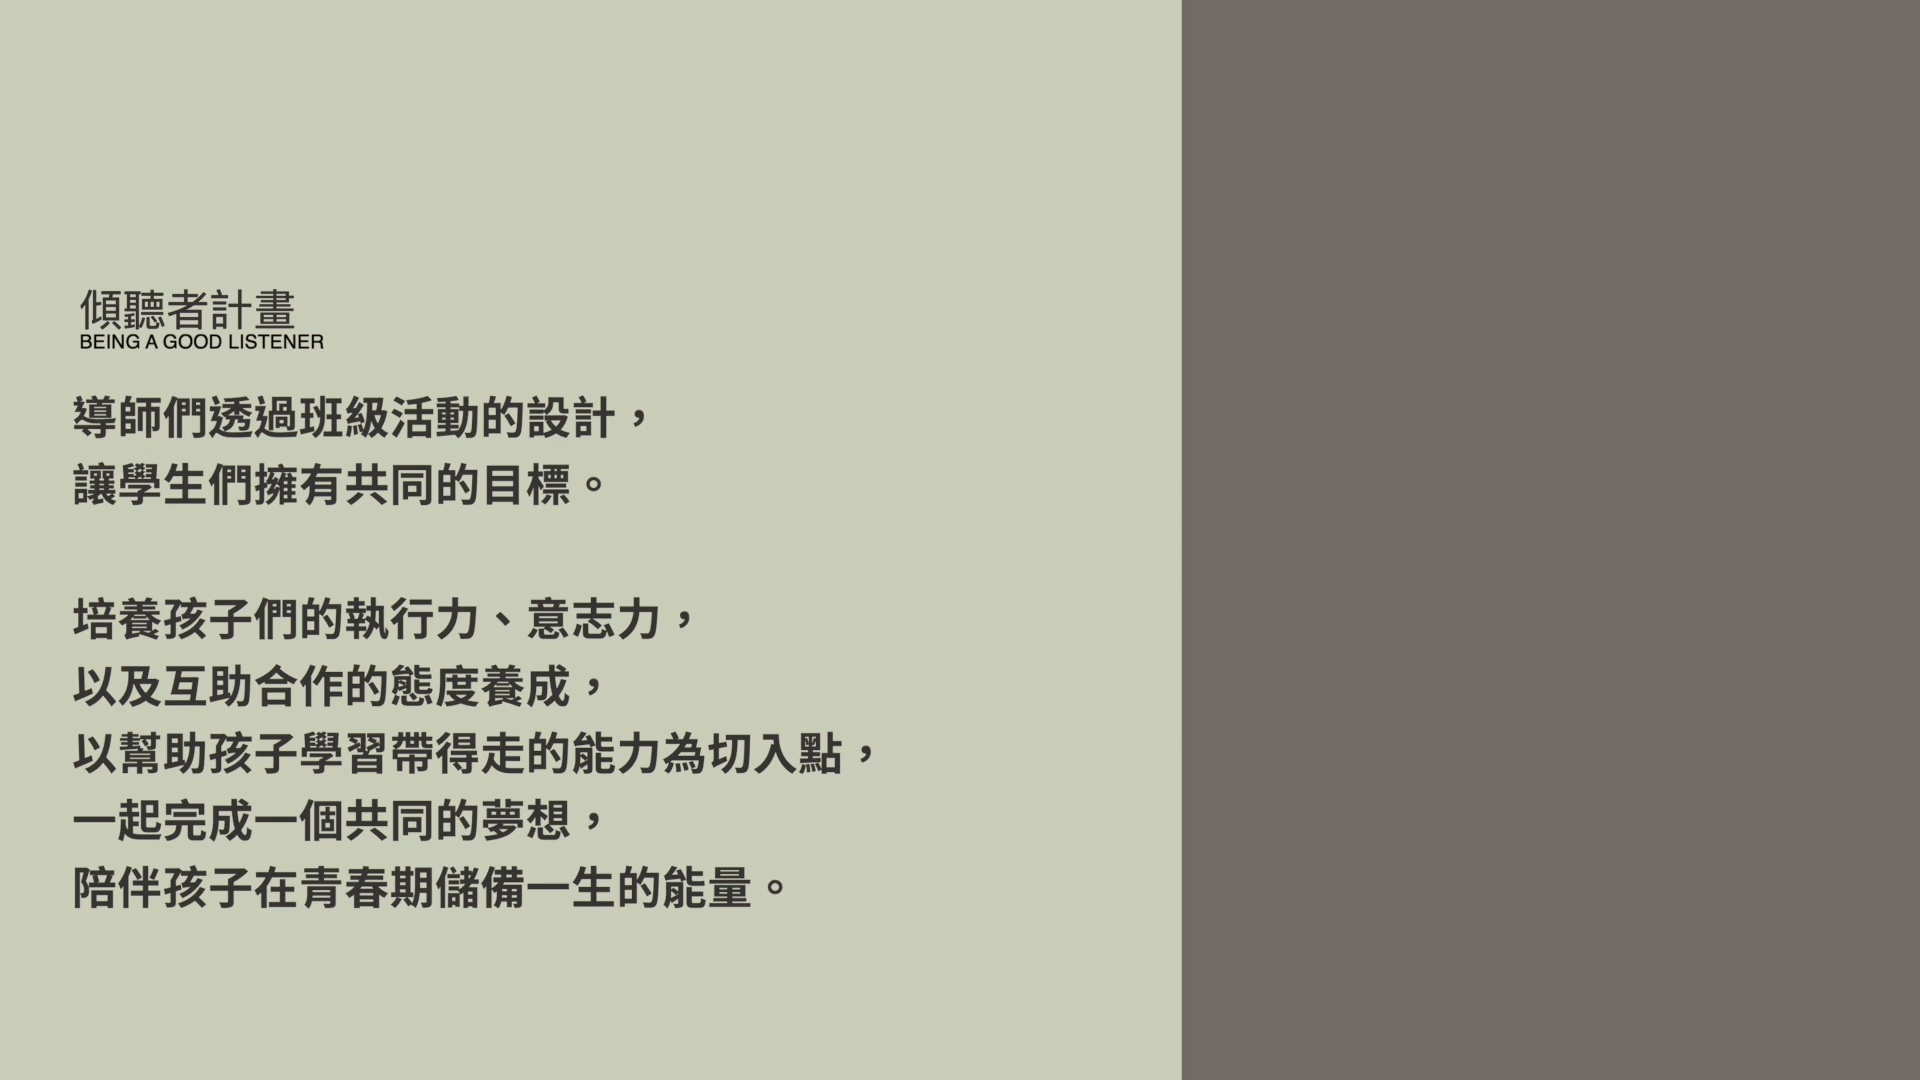 傾聽者計畫
BEING A GOOD LISTENER
導師們透過班級活動的設計，
讓學生們擁有共同的目標。
培養孩子們的執行力、意志力，
以及互助合作的態度養成，
以幫助孩子學習帶得走的能力為切入點，
一起完成一個共同的夢想，
陪伴孩子在青春期儲備一生的能量。